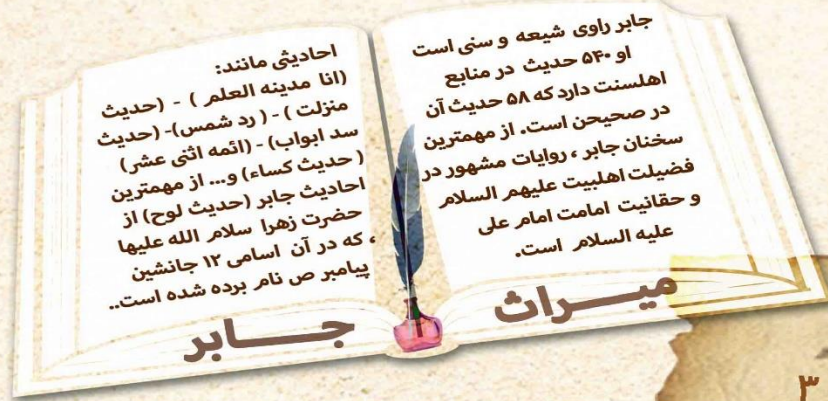 جابر راوی شیعه و سنی است
او ۵۴۰ حدیث در منابع
اهلسنت دارد که ۵۸ حدیث آن
در صحیحن است. از مهمترین
سخنان جابر ، روایات مشهور در
فضیلت اهلبیت علیهم السلام
و حقانیت امامت امام علی
علیه السلام است.
احادیثی مانند:
(انا مدینه العلم ) - (حدیث
منزلت ) - ( رد شمس)- (حدیث
سد ابواب) - (ائمه اثنی عشر)
( حدیث کساء) و... از مهمترین
احادیث جابر (حدیث لوح) از
حضرت زهرا سلام الله علیها
، که در آن اسامی ۱۲ جانشین
پیامبر ص نام برده شده است..
میراث
جابر
۳